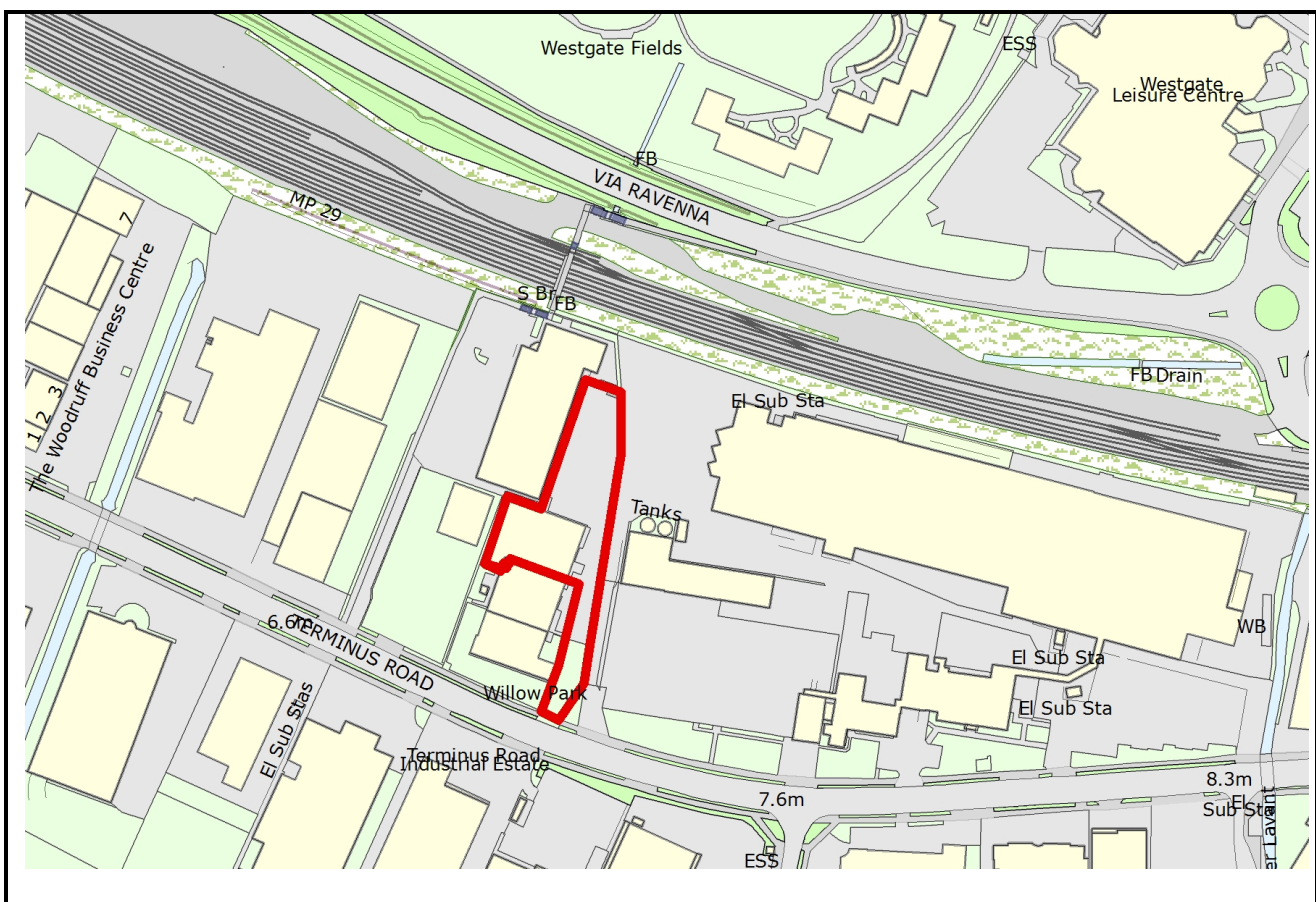 Westgate Fields
ESS
Westgate
Leisure Centre
FB
VIA RAVENNA
MP 29
7
S Br
FB
The Woodruff Business Centre
FB
Drain
El Sub Sta
1 2 3
Tanks
6.6m
TERMINUS ROAD
WB
El Sub Sta
Willow Park
El Sub Sta
El Sub Stas
Terminus Road
Industrial Estate
7.6m
8.3m
El
Sub Sta
er Lavant
ESS